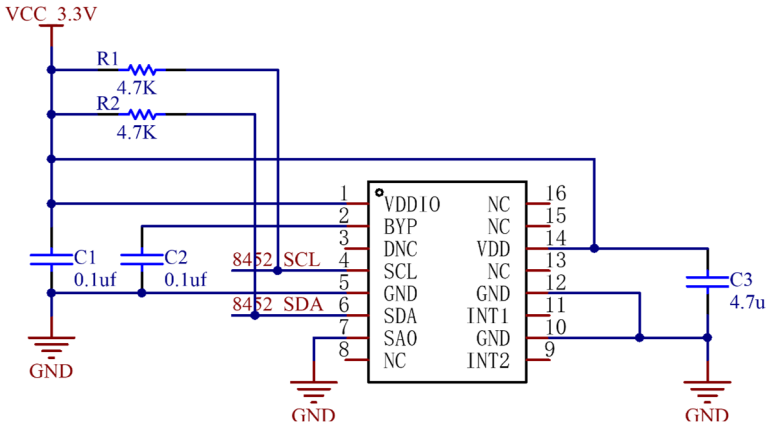 VCC 3.3V
R1
4.7K
R2
4.7K
1 VDDIO NC 16
2 BYP NC 15
3 DNC VDD 14
C1 0.1uf
C2 0.1uf
8452_SCL 4 SCL NC 13
5 GND GND 12
C3 4.7u
8452_SDA 6 SDA INT1 11
7 SA0 GND 10
8 NC INT2 9
GND
GND
GND